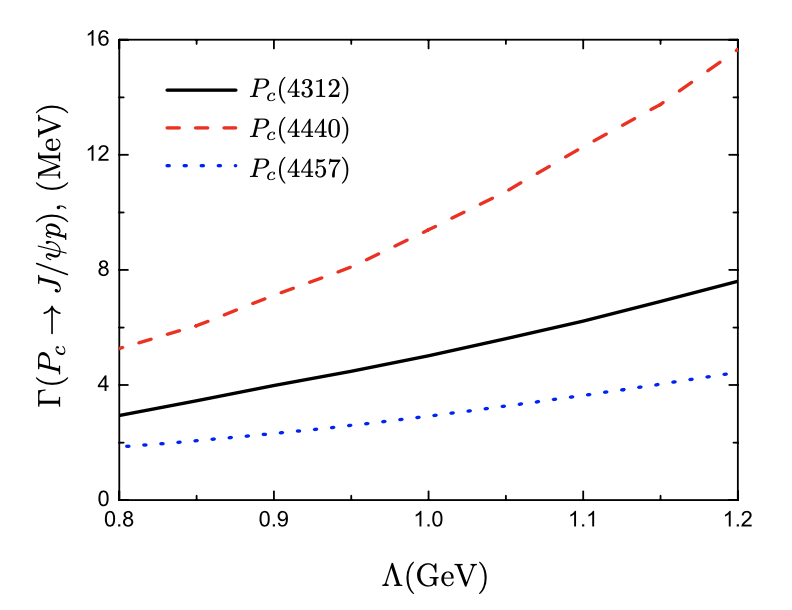 16
12
8
4
0
Γ(P_c → J/ψp), (MeV)
P_c(4312)
P_c(4440)
P_c(4457)
0.8 0.9 1.0 1.1 1.2
Λ(GeV)